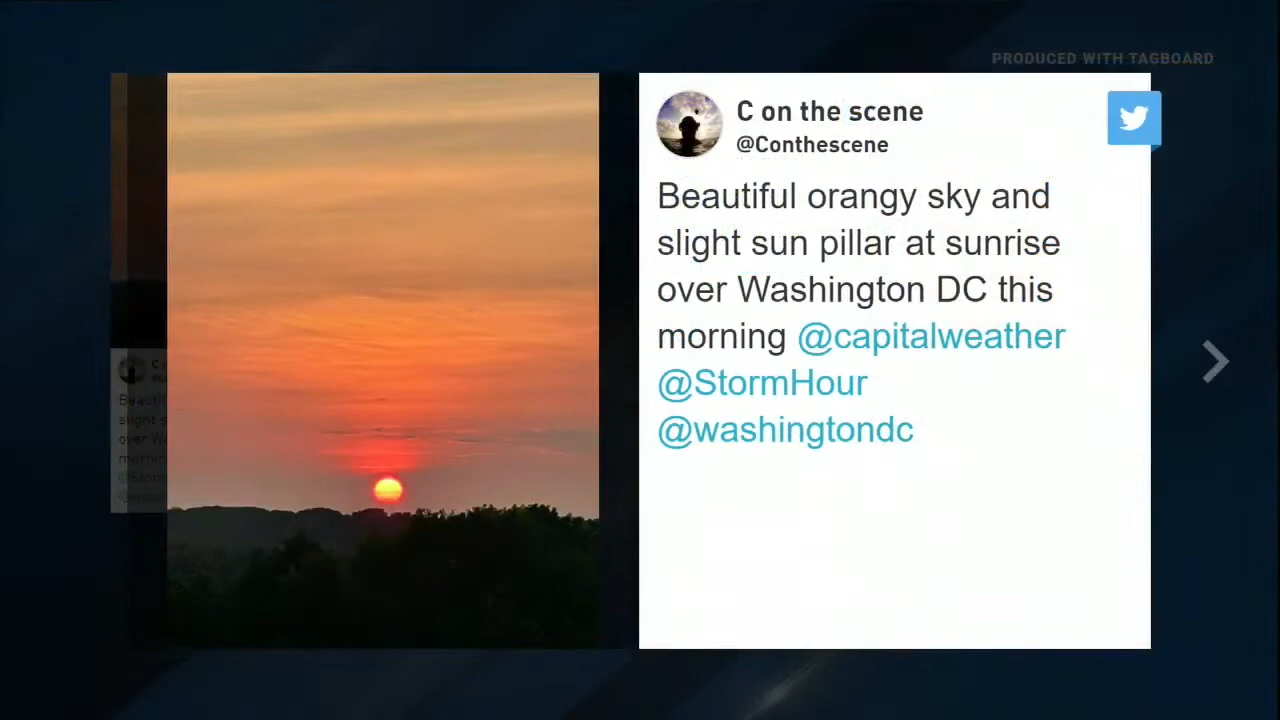 PRODUCED WITH TAGBOARD
C on the scene
@Conthescene
Beautiful orangy sky and
slight sun pillar at sunrise
over Washington DC this
morning @capitalweather
@StormHour
@washingtondc